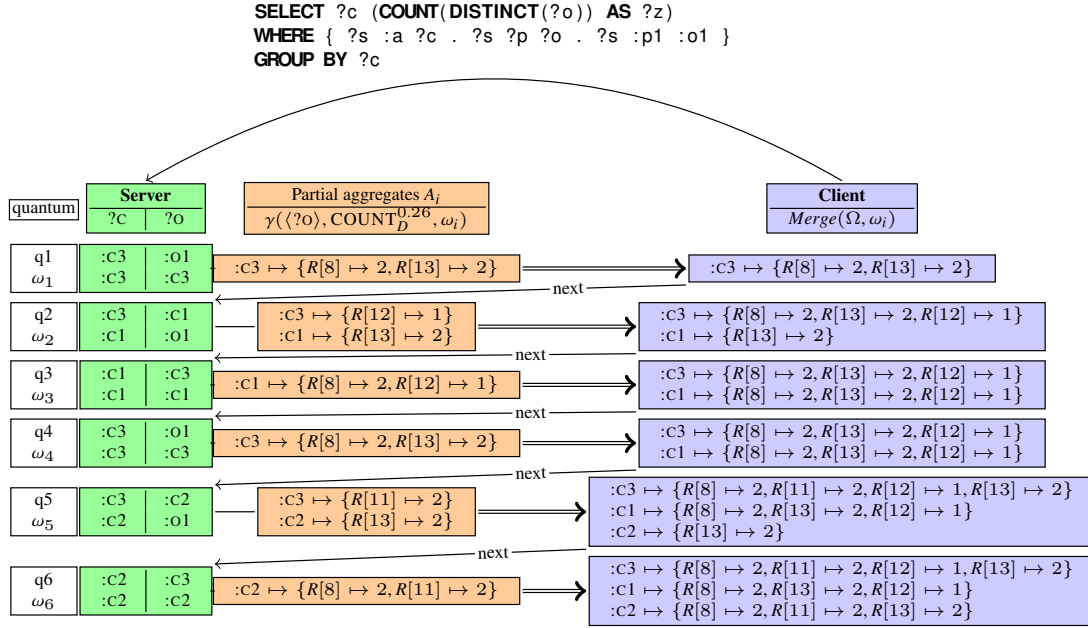 SELECT ?c (COUNT(DISTINCT(?o)) AS ?z)
WHERE { ?s :a ?c . ?s ?p ?o . ?s :p1 :o1 }
GROUP BY ?c
quantum
Server
?c ?o
Partial aggregates A_i
γ(⟨?o⟩, COUNT_D^0.26, ω_i)
Client
Merge(Ω, ω_i)
q1 :c3 :o1
ω_1 :c3 :c3
:c3 ↦ {R[8] ↦ 2, R[13] ↦ 2}
:c3 ↦ {R[8] ↦ 2, R[13] ↦ 2}
next
q2 :c3 :c1
ω_2 :c1 :o1
:c3 ↦ {R[12] ↦ 1}
:c1 ↦ {R[13] ↦ 2}
:c3 ↦ {R[8] ↦ 2, R[13] ↦ 2, R[12] ↦ 1}
:c1 ↦ {R[13] ↦ 2}
next
q3 :c1 :c3
ω_3 :c1 :c1
:c1 ↦ {R[8] ↦ 2, R[12] ↦ 1}
:c3 ↦ {R[8] ↦ 2, R[13] ↦ 2, R[12] ↦ 1}
:c1 ↦ {R[8] ↦ 2, R[13] ↦ 2, R[12] ↦ 1}
next
q4 :c3 :o1
ω_4 :c3 :c3
:c3 ↦ {R[8] ↦ 2, R[13] ↦ 2}
:c3 ↦ {R[8] ↦ 2, R[13] ↦ 2, R[12] ↦ 1}
:c1 ↦ {R[8] ↦ 2, R[13] ↦ 2, R[12] ↦ 1}
next
q5 :c3 :c2
ω_5 :c2 :o1
:c3 ↦ {R[11] ↦ 2}
:c2 ↦ {R[13] ↦ 2}
:c3 ↦ {R[8] ↦ 2, R[11] ↦ 2, R[12] ↦ 1, R[13] ↦ 2}
:c1 ↦ {R[8] ↦ 2, R[13] ↦ 2, R[12] ↦ 1}
:c2 ↦ {R[13] ↦ 2}
next
q6 :c2 :c3
ω_6 :c2 :c2
:c2 ↦ {R[8] ↦ 2, R[11] ↦ 2}
:c3 ↦ {R[8] ↦ 2, R[11] ↦ 2, R[12] ↦ 1, R[13] ↦ 2}
:c1 ↦ {R[8] ↦ 2, R[13] ↦ 2, R[12] ↦ 1}
:c2 ↦ {R[8] ↦ 2, R[11] ↦ 2, R[13] ↦ 2}